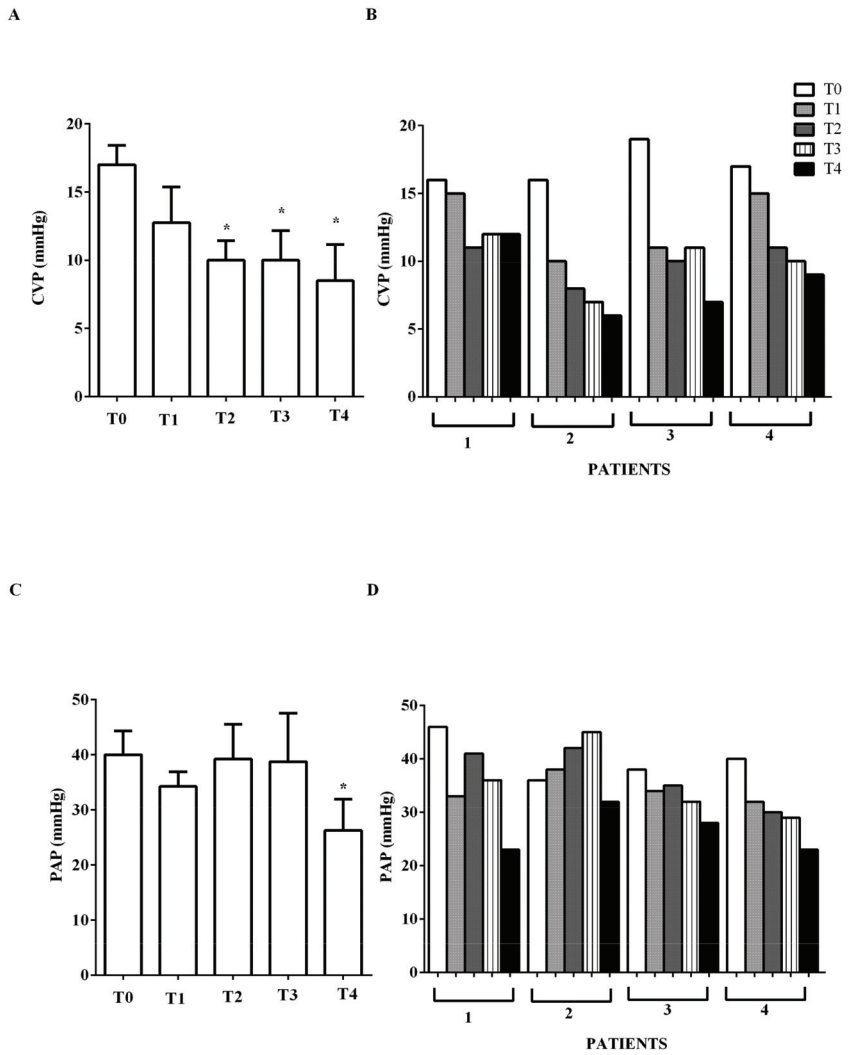 A
B
T0
T1
T2
T3
T4
20
15
10
5
0
CVP (mmHg)
*
*
*
T0
T1
T2
T3
T4
20
15
10
5
0
CVP (mmHg)
1
2
3
4
PATIENTS
C
D
50
40
30
20
10
0
PAP (mmHg)
*
T0
T1
T2
T3
T4
50
40
30
20
10
0
PAP (mmHg)
1
2
3
4
PATIENTS